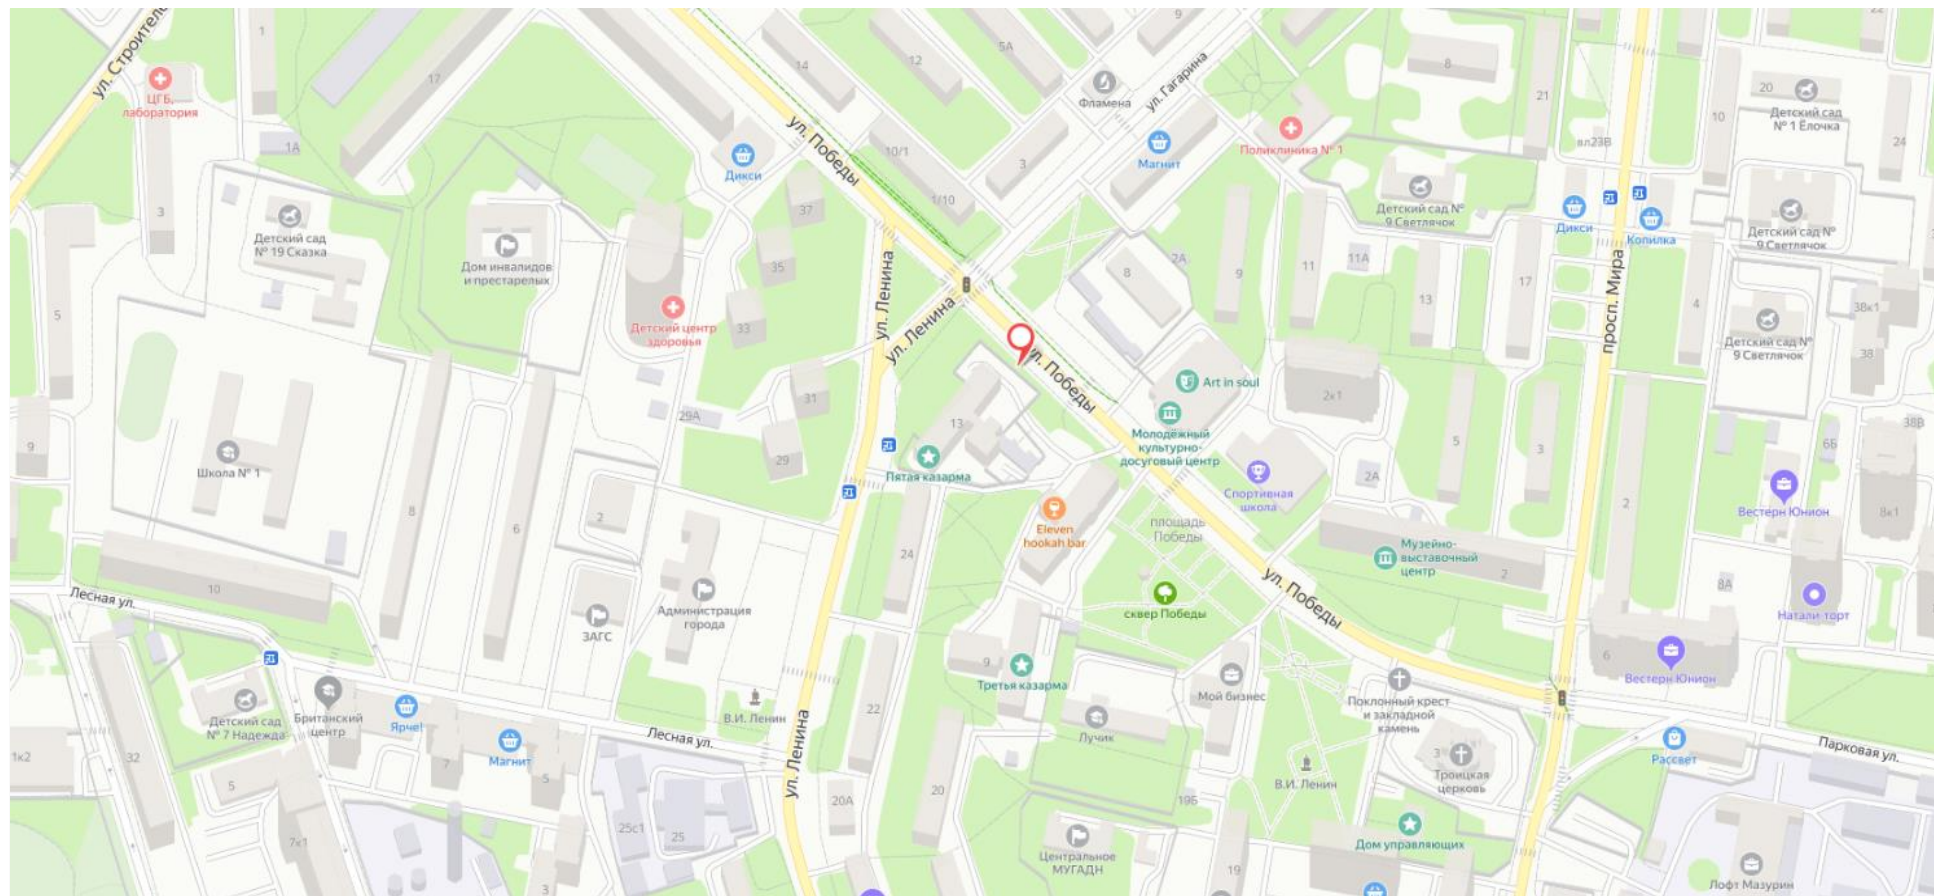 ул. Строител
1
17
14
12
5А
9
8
21
22
20
Детский сад
№ 1 Ёлочка
ЦГБ,
лаборатория
1А
Дикси
ул. Победы
10/1
3
Фламена
ул. Гагарина
Магнит
Поликлиника № 1
вл23В
10
24
3
Детский сад
№ 19 Сказка
Дом инвалидов
и престарелых
37
1/10
Детский сад №
9 Светлячок
Дикси
Копилка
Детский сад №
9 Светлячок
35
ул. Ленина
8
2А
9
11
11А
13
17
просп. Мира
4
38к1
5
Детский центр
здоровья
33
ул. Ленина
ул. Победы
Детский сад №
9 Светлячок
38
31
29А
13
Art in soul
2к1
Молодёжный
культурно-
досуговый центр
5
3
38В
6Б
9
Школа № 1
29
Пятая казарма
Спортивная
школа
2А
2
Вестерн Юнион
8к1
8
6
2
Eleven
hookah bar
площадь
Победы
24
Музейно-
выставочный
центр
2
Лесная ул.
10
ЗАГС
Администрация
города
сквер Победы
ул. Победы
8А
Натали-торт
9
Третья казарма
6
Вестерн Юнион
Детский сад
№ 7 Надежда
Британский
центр
Ярче!
В.И. Ленин
22
Мой бизнес
Поклонный крест
и закладной
камень
Лучик
1к2
32
Магнит
Лесная ул.
ул. Ленина
3
Троицкая
церковь
Рассвет
Парковая ул.
5
7
5
20А
20
19Б
В.И. Ленин
7к1
25с1
25
Центральное
МУГАДН
Дом управляющих
3
19
Лофт Мазурин